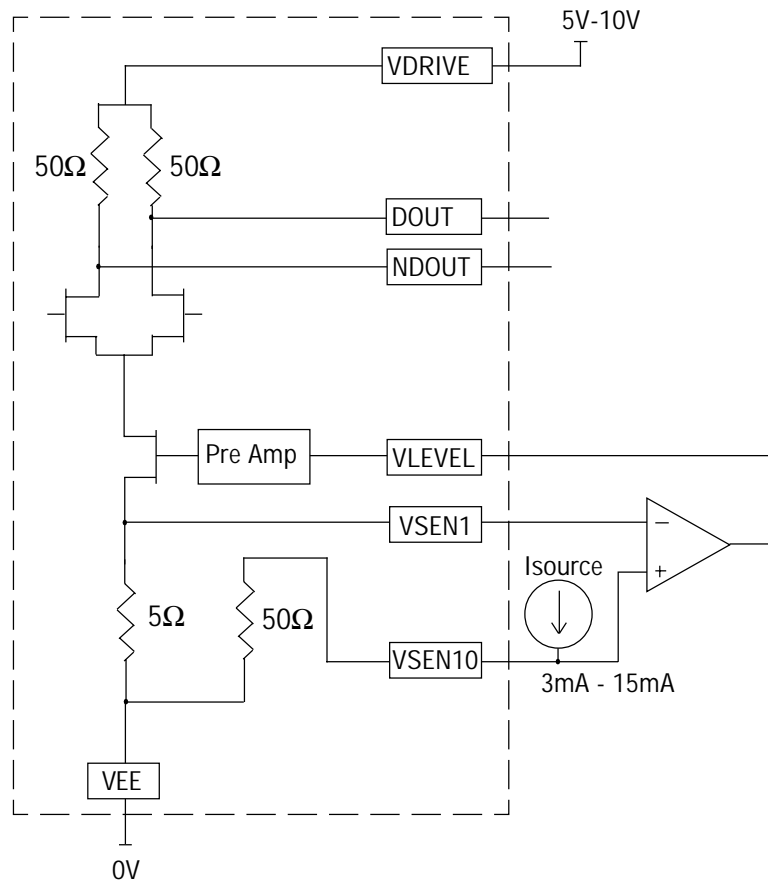 5V-10V
VDRIVE
50Ω
50Ω
DOUT
NDOUT
Pre Amp
VLEVEL
VSEN1
−
Isource
+
5Ω
50Ω
VSEN10
3mA - 15mA
VEE
0V